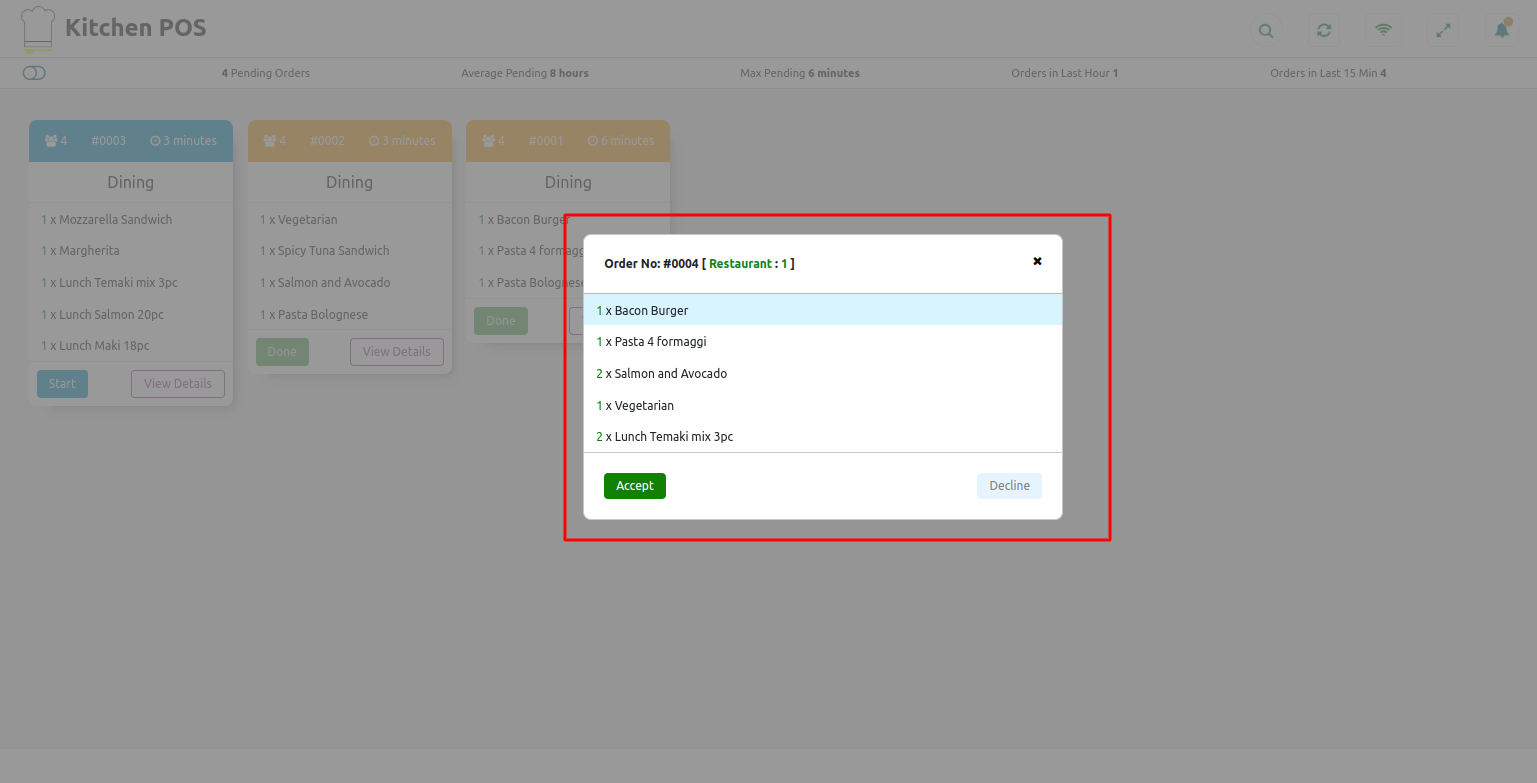 Kitchen POS
4 Pending Orders Average Pending 8 hours Max Pending 6 minutes Orders in Last Hour 1 Orders in Last 15 Min 4
4 #0003 3 minutes
Dining
1 x Mozzarella Sandwich
1 x Margherita
1 x Lunch Temaki mix 3pc
1 x Lunch Salmon 20pc
1 x Lunch Maki 18pc
Start View Details
4 #0002 3 minutes
Dining
1 x Vegetarian
1 x Spicy Tuna Sandwich
1 x Salmon and Avocado
1 x Pasta Bolognese
Done View Details
4 #0001 6 minutes
Dining
1 x Bacon Burger
1 x Pasta 4 formagg
1 x Pasta Bolognese
Done
Order No: #0004 [ Restaurant : 1 ]
1 x Bacon Burger
1 x Pasta 4 formaggi
2 x Salmon and Avocado
1 x Vegetarian
2 x Lunch Temaki mix 3pc
Accept Decline